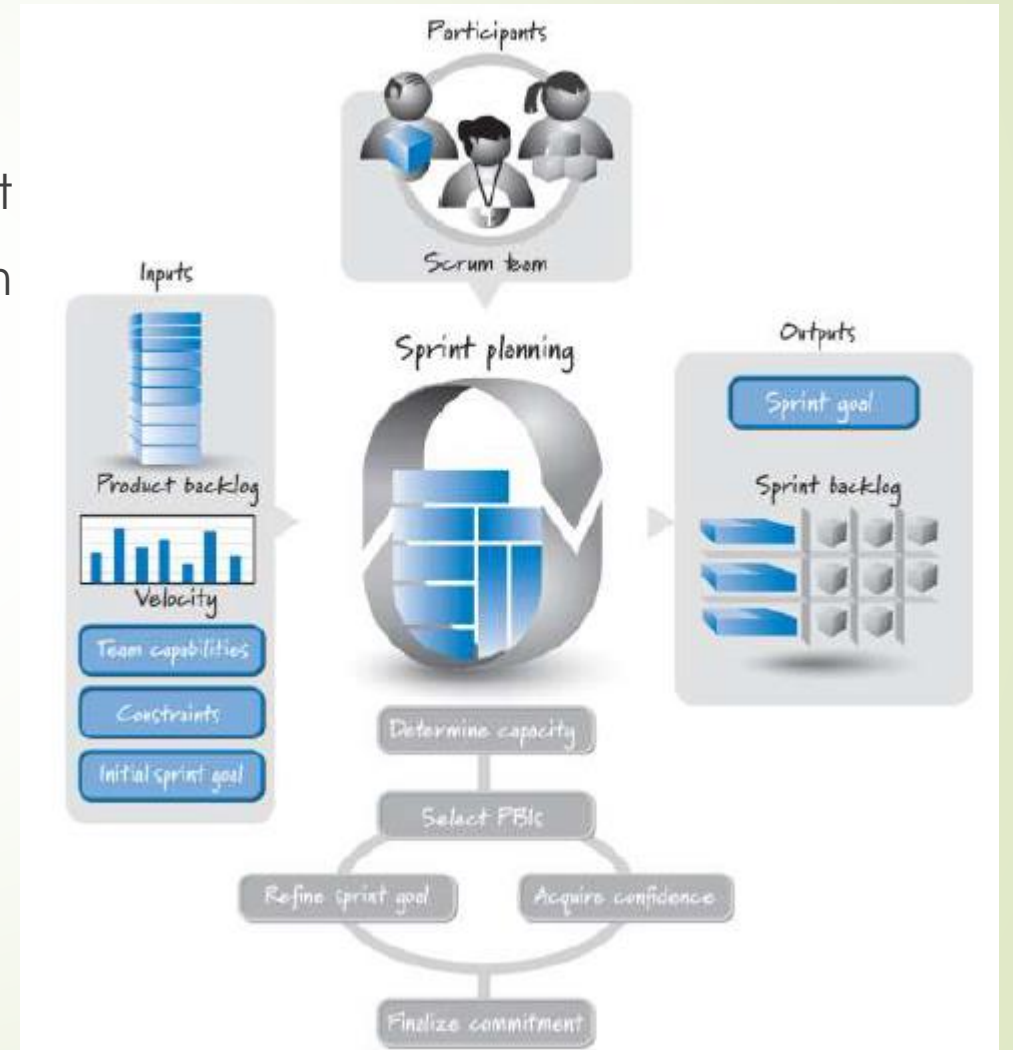 Participants
Scrum team
t
n
Inputs
Product backlog
Velocity
Team capabilities
Constraints
Initial sprint goal
Sprint planning
Outputs
Sprint goal
Sprint backlog
Determine capacity
Select PBIs
Refine sprint goal
Acquire confidence
Finalize commitment